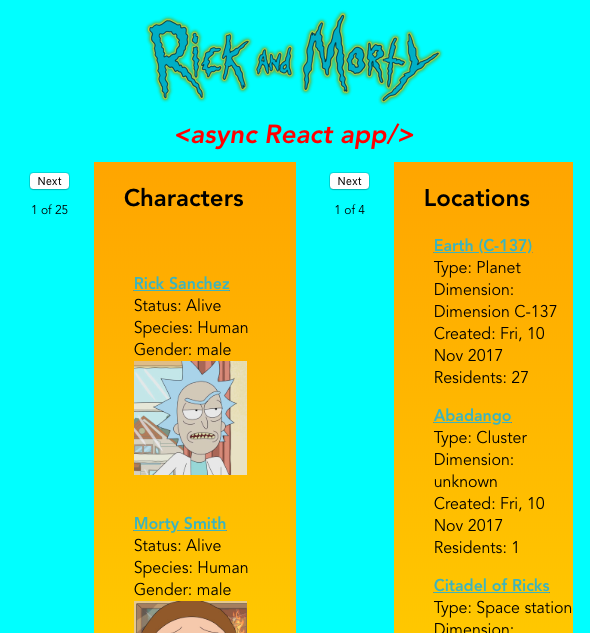 Rick and Morty
<async React app/>
Next
1 of 25
Characters
Rick Sanchez
Status: Alive
Species: Human
Gender: male
Morty Smith
Status: Alive
Species: Human
Gender: male
Next
1 of 4
Locations
Earth (C-137)
Type: Planet
Dimension:
Dimension C-137
Created: Fri, 10
Nov 2017
Residents: 27
Abadango
Type: Cluster
Dimension:
unknown
Created: Fri, 10
Nov 2017
Residents: 1
Citadel of Ricks
Type: Space station
Dimension: